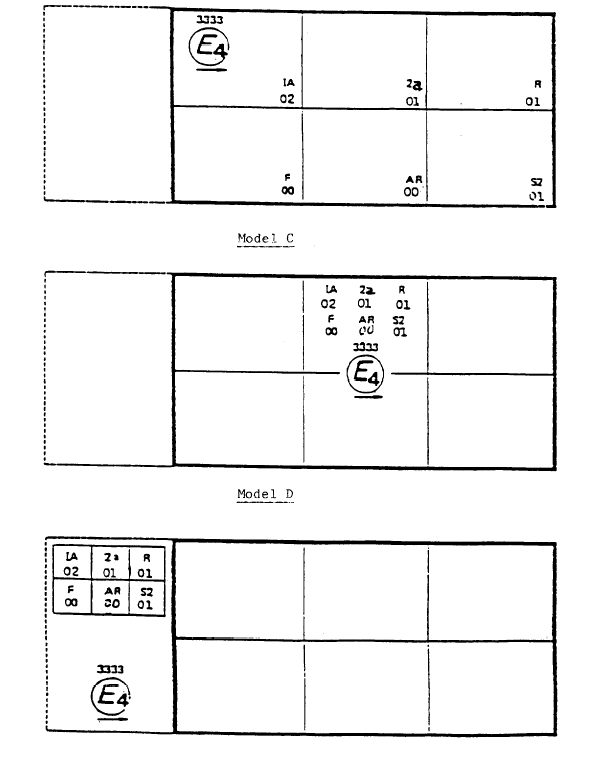 3333
E4
IA 2a R
02 01 01
F AR S2
00 00 01
Model C
IA 2a R
02 01 01
F AR S2
00 00 01
3333
E4
Model D
IA 2a R
02 01 01
F AR S2
00 00 01
3333
E4